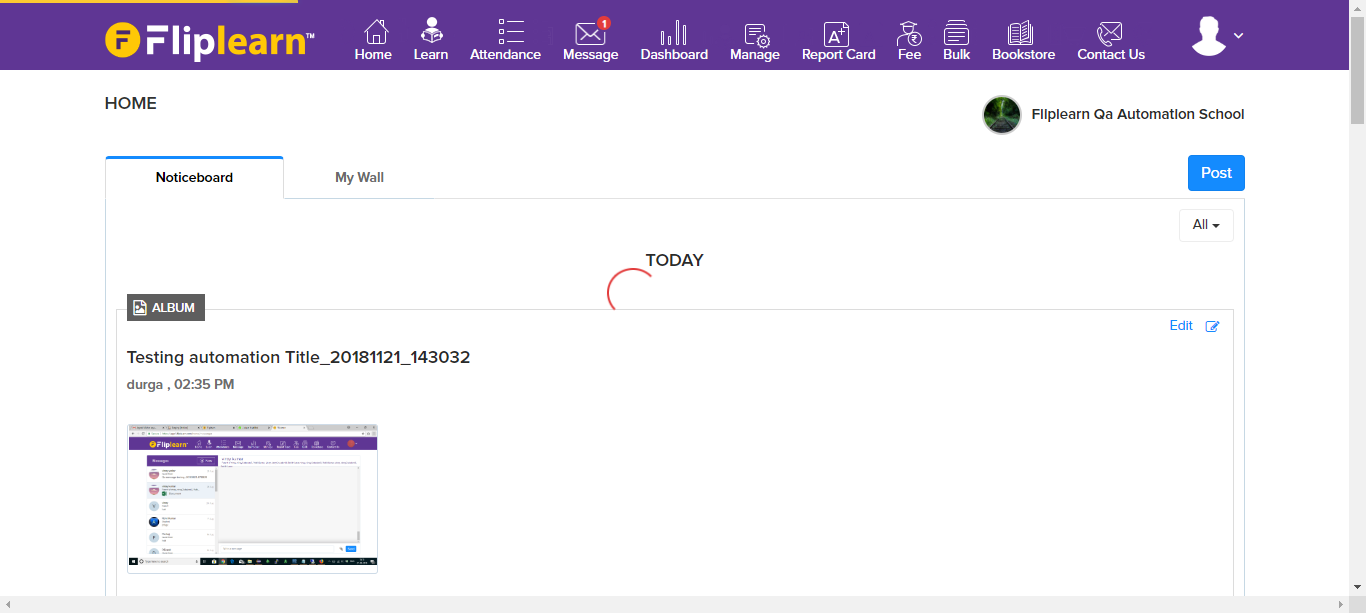 Fliplearn™
Home Learn Attendance Message 1 Dashboard Manage Report Card Fee Bulk Bookstore Contact Us
HOME
Fliplearn Qa Automation School
Noticeboard My Wall
Post
All
TODAY
ALBUM
Edit
Testing automation Title_20181121_143032
durga , 02:35 PM
Fliplearn